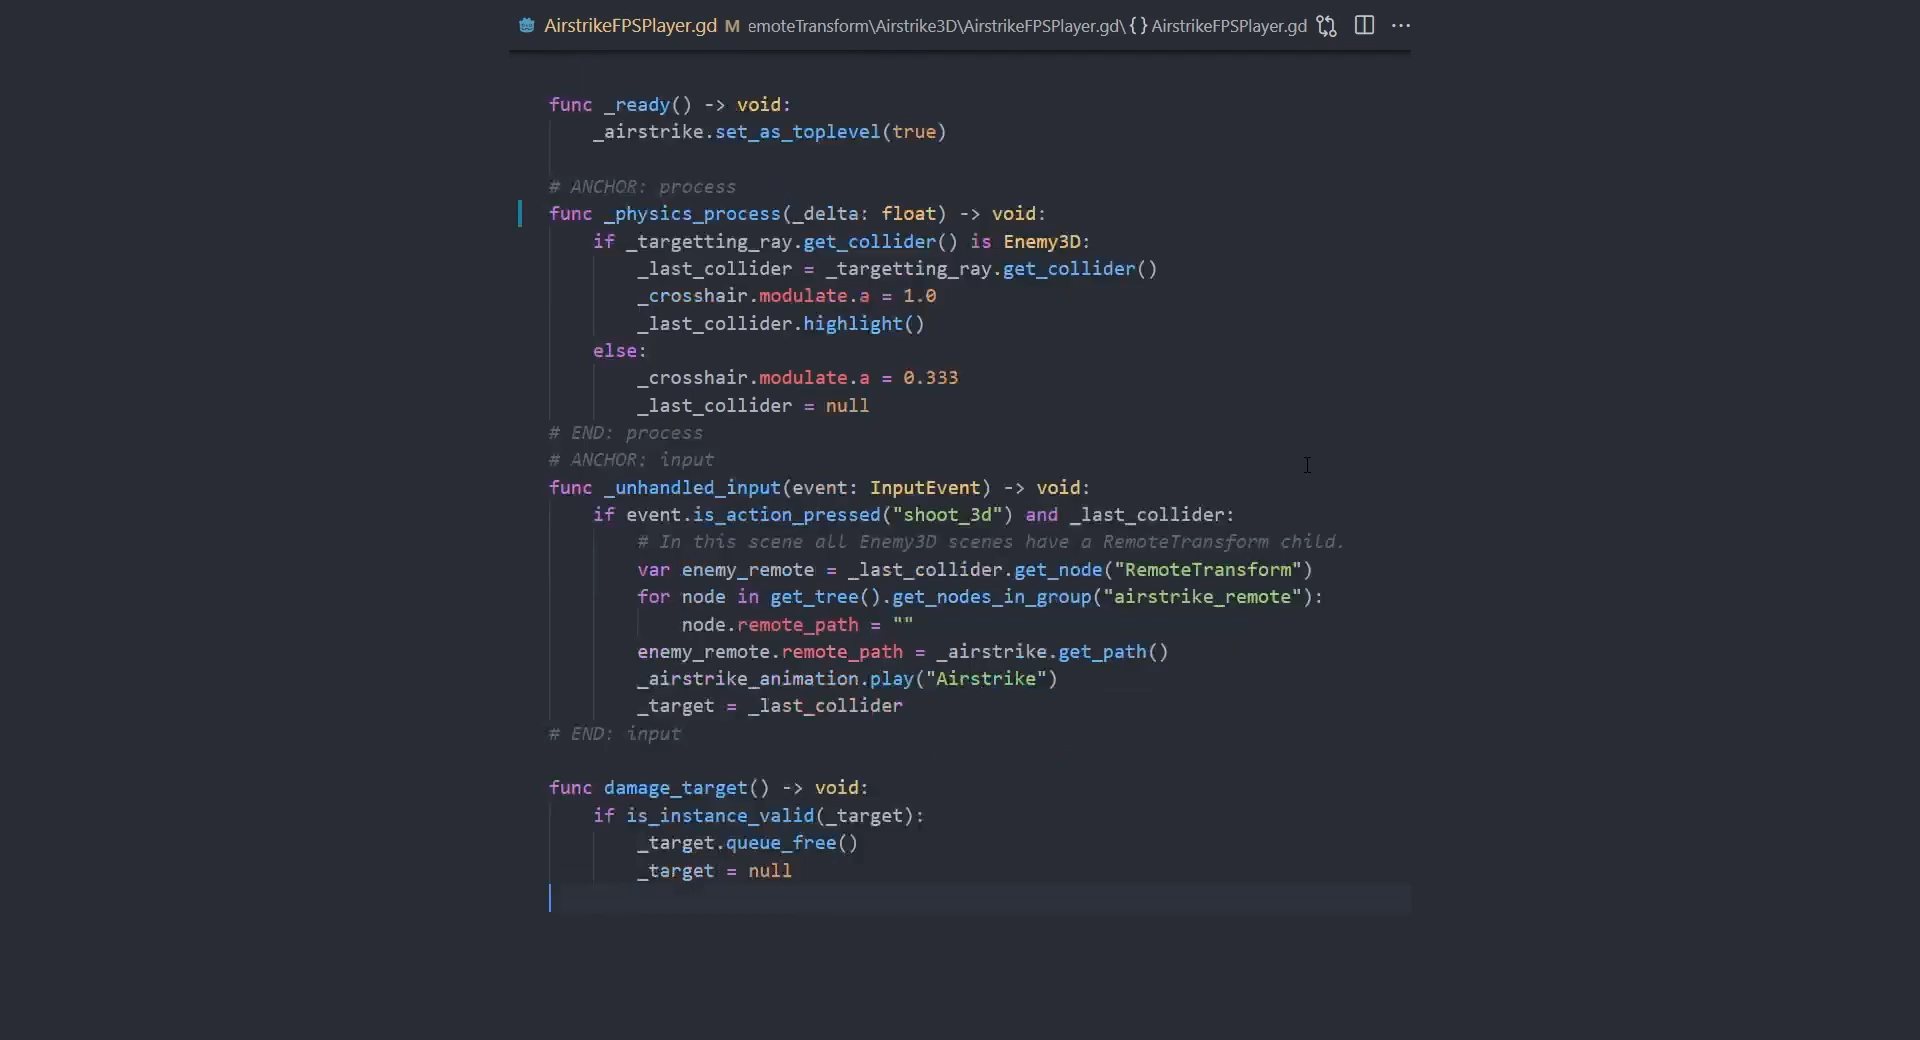 AirstrikeFPSPlayer.gd M emoteTransform\Airstrike3D\AirstrikeFPSPlayer.gd\{} AirstrikeFPSPlayer.gd ...
func _ready() -> void:
    _airstrike.set_as_toplevel(true)
# ANCHOR: process
func _physics_process(_delta: float) -> void:
    if _targetting_ray.get_collider() is Enemy3D:
        _last_collider = _targetting_ray.get_collider()
        _crosshair.modulate.a = 1.0
        _last_collider.highlight()
    else:
        _crosshair.modulate.a = 0.333
        _last_collider = null
# END: process
# ANCHOR: input
func _unhandled_input(event: InputEvent) -> void:
    if event.is_action_pressed("shoot_3d") and _last_collider:
        # In this scene all Enemy3D scenes have a RemoteTransform child.
        var enemy_remote = _last_collider.get_node("RemoteTransform")
        for node in get_tree().get_nodes_in_group("airstrike_remote"):
            node.remote_path = ""
        enemy_remote.remote_path = _airstrike.get_path()
        _airstrike_animation.play("Airstrike")
        _target = _last_collider
# END: input
func damage_target() -> void:
    if is_instance_valid(_target):
        _target.queue_free()
        _target = null